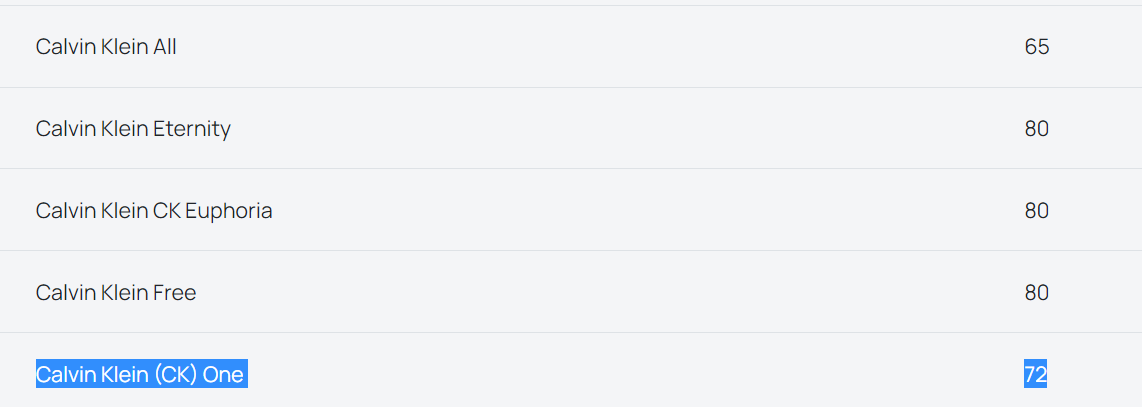 Calvin Klein All 65
Calvin Klein Eternity 80
Calvin Klein CK Euphoria 80
Calvin Klein Free 80
Calvin Klein (CK) One 72